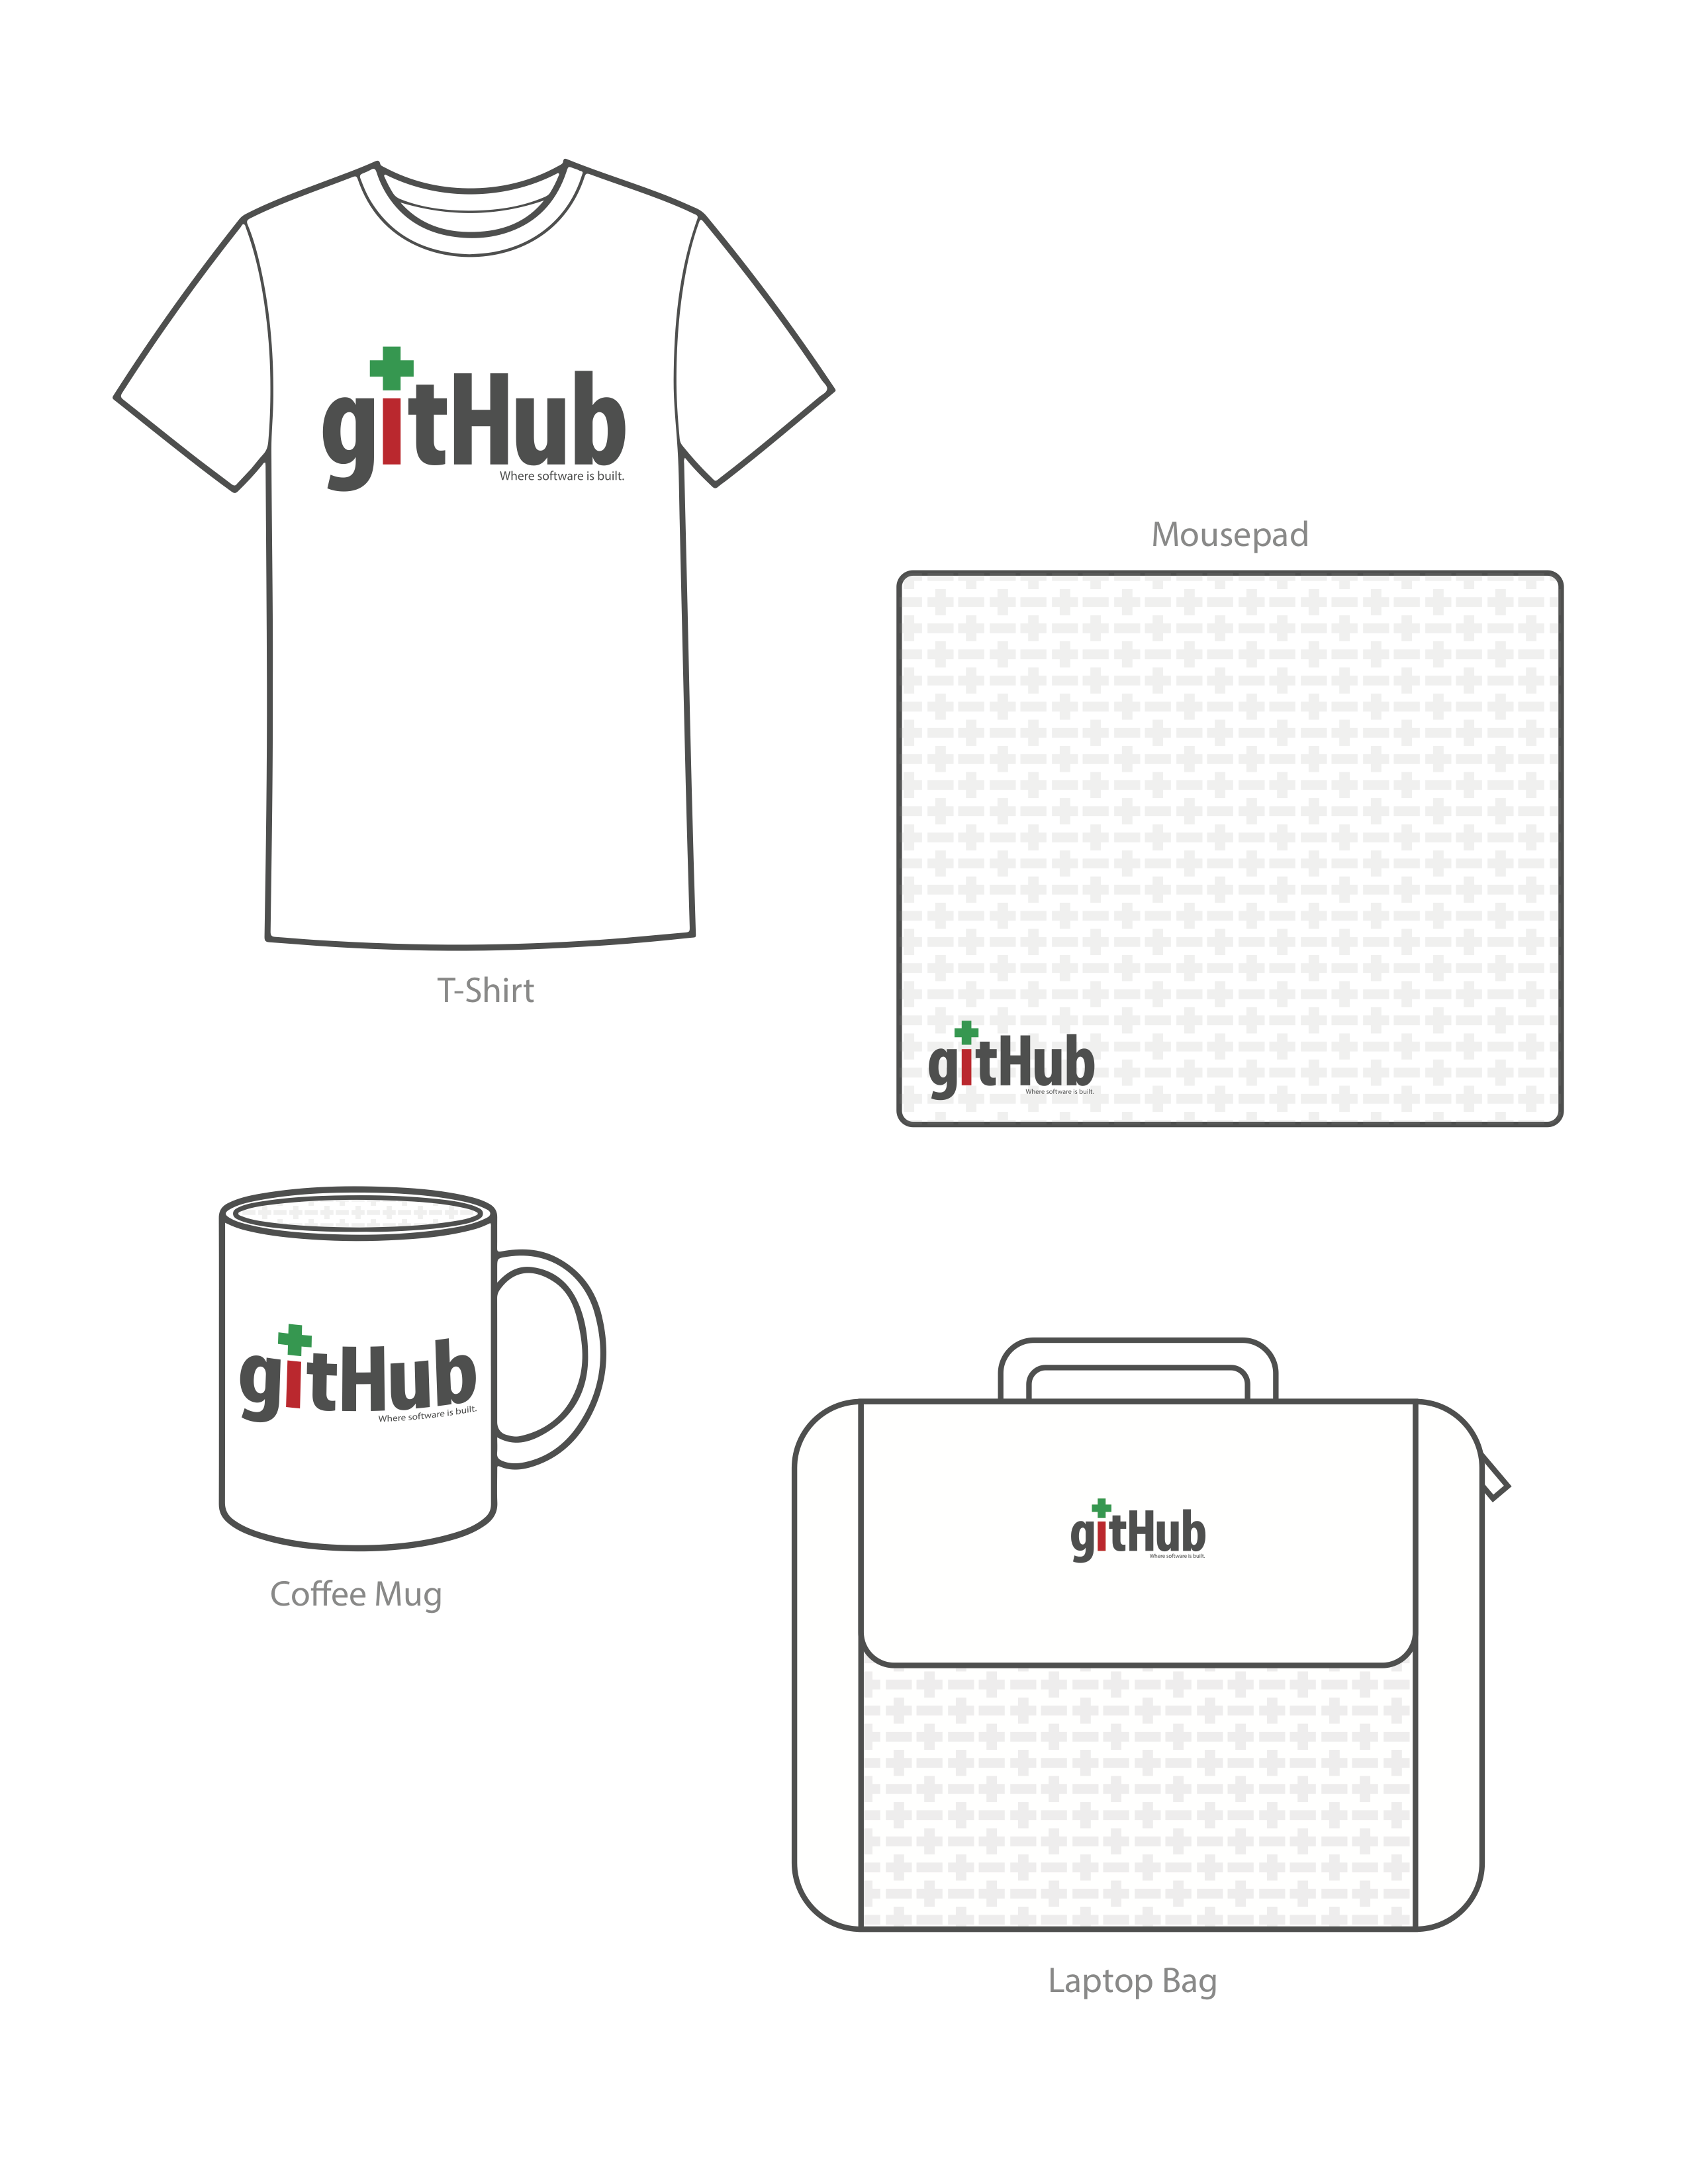 gitHub
Where software is built.
T-Shirt
Mousepad
gitHub
Where software is built.
gitHub
Where software is built.
Coffee Mug
gitHub
Where software is built.
Laptop Bag